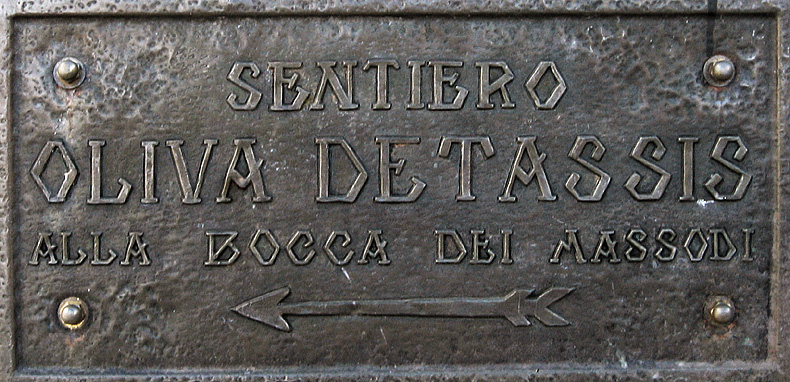 SENTIERO
OLIVA DETASSIS
ALLA BOCCA DEI MASSODI